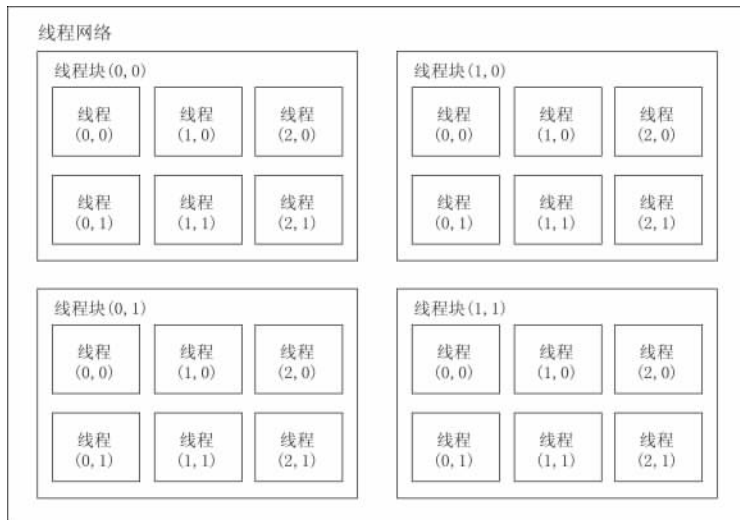 线程网络
线程块(0,0)
线程
(0,0)
线程
(1,0)
线程
(2,0)
线程
(0,1)
线程
(1,1)
线程
(2,1)
线程块(1,0)
线程
(0,0)
线程
(1,0)
线程
(2,0)
线程
(0,1)
线程
(1,1)
线程
(2,1)
线程块(0,1)
线程
(0,0)
线程
(1,0)
线程
(2,0)
线程
(0,1)
线程
(1,1)
线程
(2,1)
线程块(1,1)
线程
(0,0)
线程
(1,0)
线程
(2,0)
线程
(0,1)
线程
(1,1)
线程
(2,1)